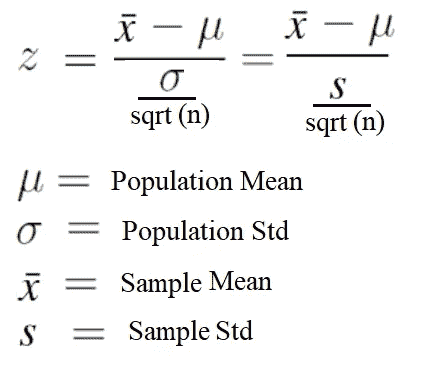 z = (x̄ − μ) / (σ / sqrt (n)) = (x̄ − μ) / (s / sqrt (n))
μ = Population Mean
σ = Population Std
x̄ = Sample Mean
s = Sample Std